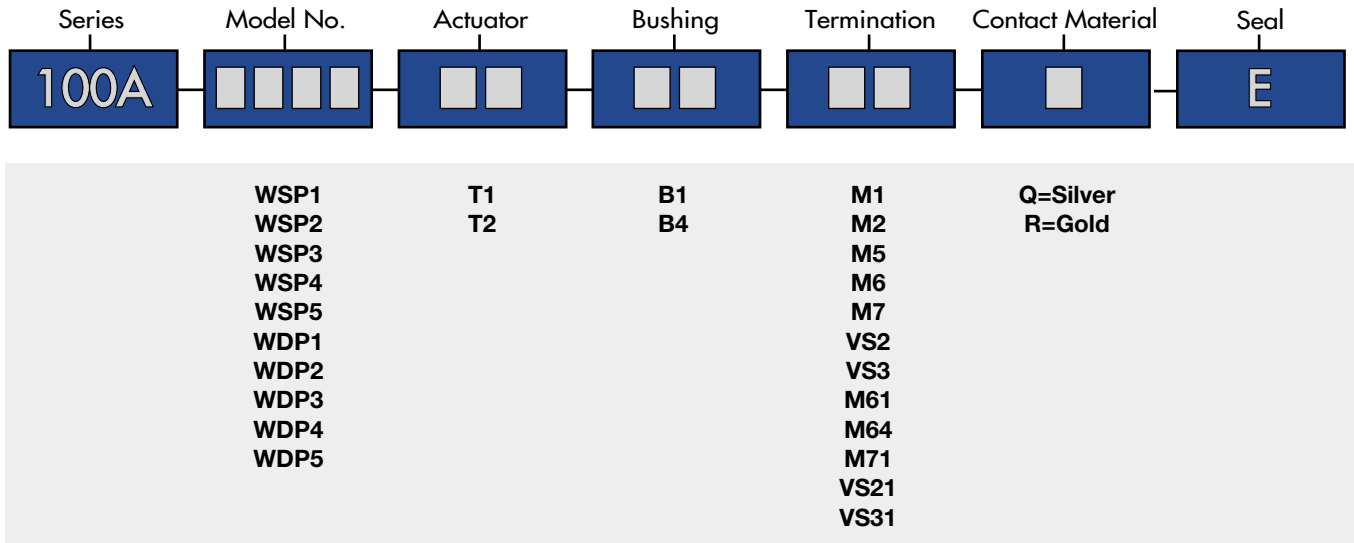 Series Model No. Actuator Bushing Termination Contact Material Seal
100A E
WSP1 T1 B1 M1 Q=Silver
WSP2 T2 B4 M2 R=Gold
WSP3 M5
WSP4 M6
WSP5 M7
WDP1 VS2
WDP2 VS3
WDP3 M61
WDP4 M64
WDP5 M71
VS21
VS31